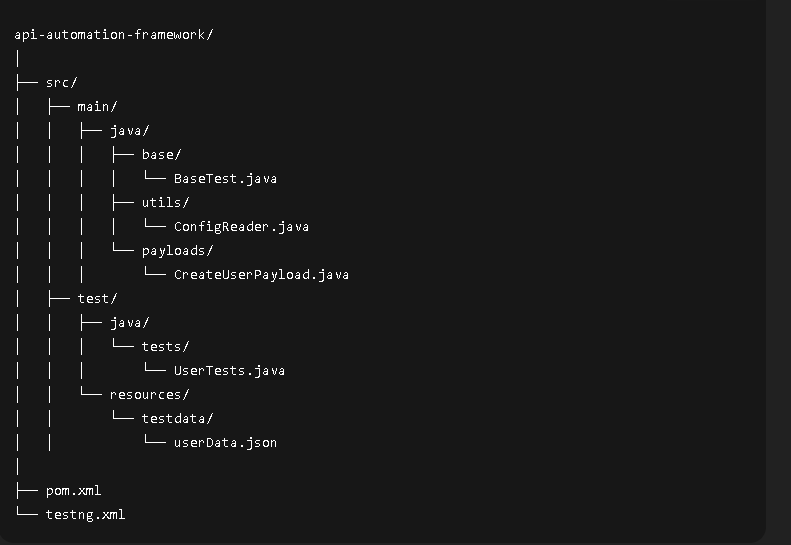 api-automation-framework/
│
├── src/
│   ├── main/
│   │   ├── java/
│   │   │   ├── base/
│   │   │   │   └── BaseTest.java
│   │   │   ├── utils/
│   │   │   │   └── ConfigReader.java
│   │   │   └── payloads/
│   │   │       └── CreateUserPayload.java
│   ├── test/
│   │   ├── java/
│   │   │   └── tests/
│   │   │       └── UserTests.java
│   │   └── resources/
│   │       └── testdata/
│   │           └── userData.json
│
├── pom.xml
└── testng.xml